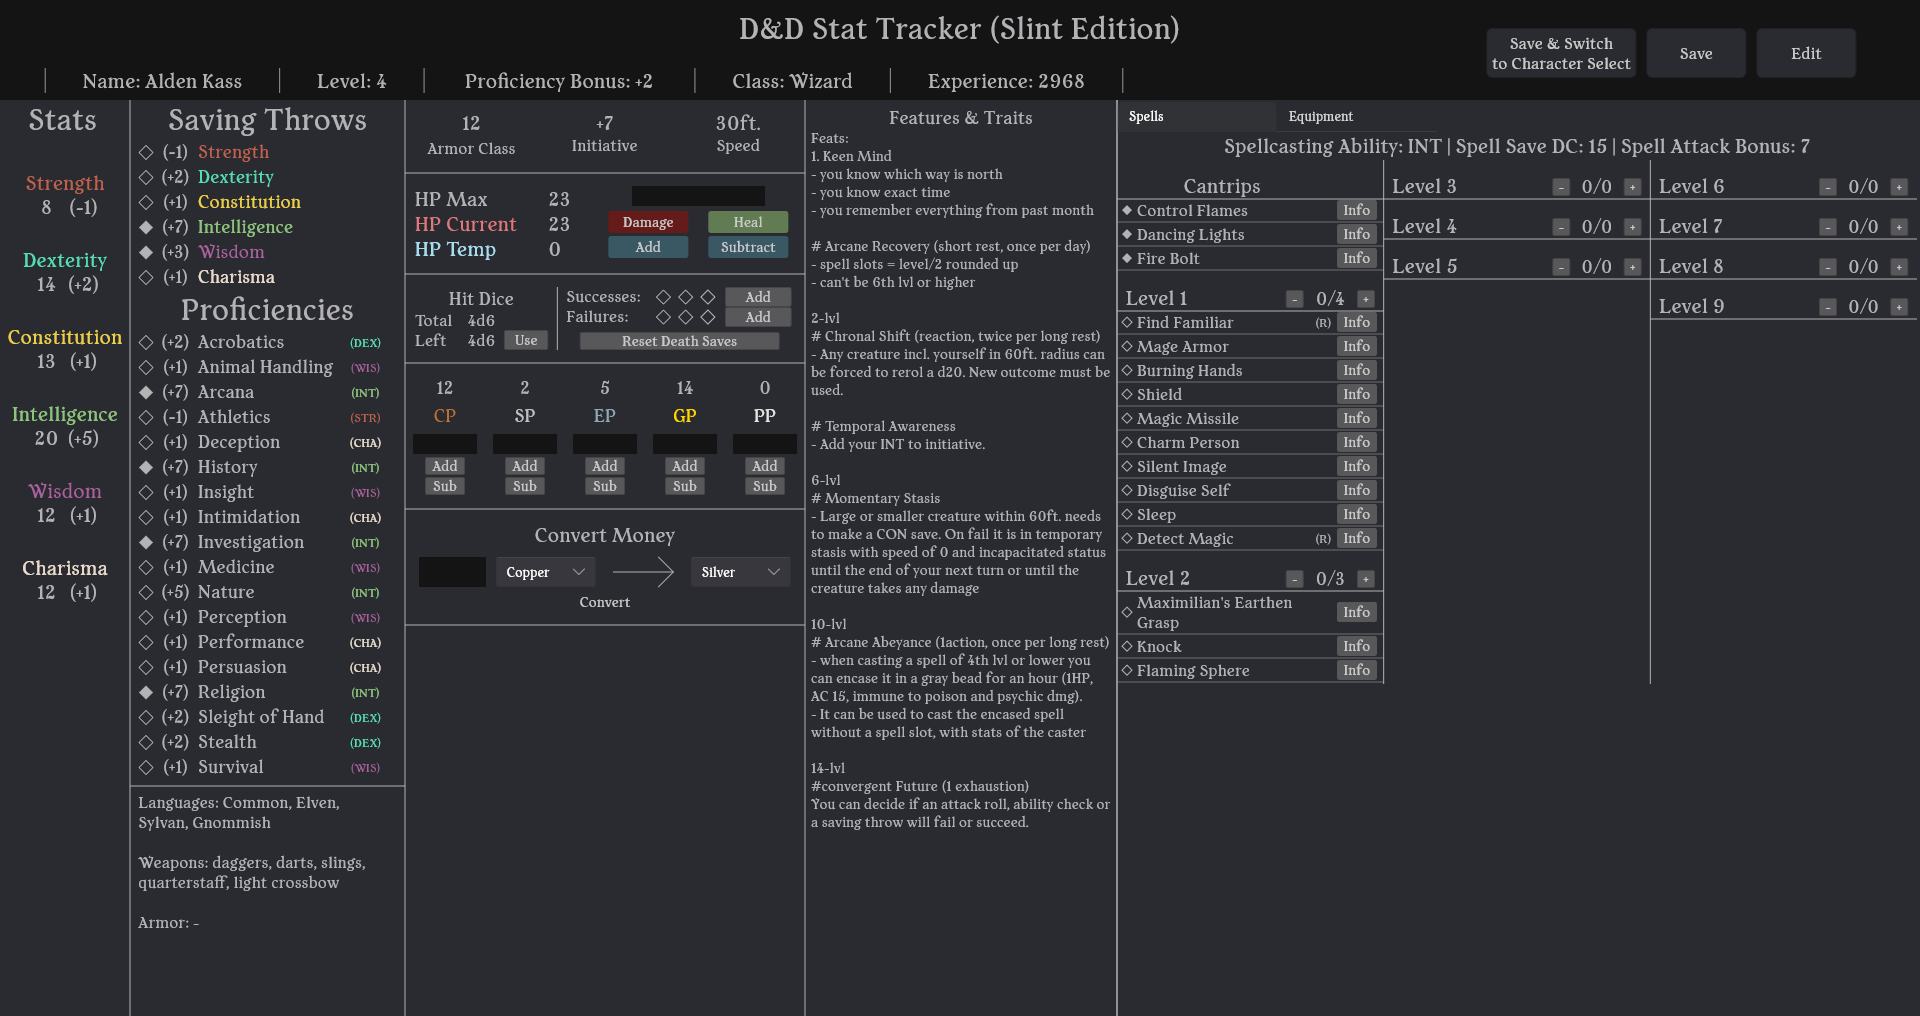 D&D Stat Tracker (Slint Edition)
Save & Switch
to Character Select
Save
Edit
Name: Alden Kass
Level: 4
Proficiency Bonus: +2
Class: Wizard
Experience: 2968
Stats
Strength
8 (-1)
Dexterity
14 (+2)
Constitution
13 (+1)
Intelligence
20 (+5)
Wisdom
12 (+1)
Charisma
12 (+1)
Saving Throws
(-1) Strength
(+2) Dexterity
(+1) Constitution
(+7) Intelligence
(+3) Wisdom
(+1) Charisma
Proficiencies
(+2) Acrobatics (DEX)
(+1) Animal Handling (WIS)
(+7) Arcana (INT)
(-1) Athletics (STR)
(+1) Deception (CHA)
(+7) History (INT)
(+1) Insight (WIS)
(+1) Intimidation (CHA)
(+7) Investigation (INT)
(+1) Medicine (WIS)
(+5) Nature (INT)
(+1) Perception (WIS)
(+1) Performance (CHA)
(+1) Persuasion (CHA)
(+7) Religion (INT)
(+2) Sleight of Hand (DEX)
(+2) Stealth (DEX)
(+1) Survival (WIS)
Languages: Common, Elven,
Sylvan, Gnommish
Weapons: daggers, darts, slings,
quarterstaff, light crossbow
Armor: -
12
Armor Class
+7
Initiative
30ft.
Speed
HP Max 23
HP Current 23 Damage Heal
HP Temp 0 Add Subtract
Hit Dice
Total 4d6
Left 4d6 Use
Successes: Add
Failures: Add
Reset Death Saves
12 2 5 14 0
CP SP EP GP PP
Add Add Add Add Add
Sub Sub Sub Sub Sub
Convert Money
Copper Silver
Convert
Features & Traits
Feats:
1. Keen Mind
- you know which way is north
- you know exact time
- you remember everything from past month
# Arcane Recovery (short rest, once per day)
- spell slots = level/2 rounded up
- can't be 6th lvl or higher
2-lvl
# Chronal Shift (reaction, twice per long rest)
- Any creature incl. yourself in 60ft. radius can
be forced to rerol a d20. New outcome must be
used.
# Temporal Awareness
- Add your INT to initiative.
6-lvl
# Momentary Stasis
- Large or smaller creature within 60ft. needs
to make a CON save. On fail it is in temporary
stasis with speed of 0 and incapacitated status
until the end of your next turn or until the
creature takes any damage
10-lvl
# Arcane Abeyance (1action, once per long rest)
- when casting a spell of 4th lvl or lower you
can encase it in a gray bead for an hour (1HP,
AC 15, immune to poison and psychic dmg).
- It can be used to cast the encased spell
without a spell slot, with stats of the caster
14-lvl
#convergent Future (1 exhaustion)
You can decide if an attack roll, ability check or
a saving throw will fail or succeed.
Spells
Equipment
Spellcasting Ability: INT | Spell Save DC: 15 | Spell Attack Bonus: 7
Cantrips
Control Flames Info
Dancing Lights Info
Fire Bolt Info
Level 1 - 0/4 +
Find Familiar (R) Info
Mage Armor Info
Burning Hands Info
Shield Info
Magic Missile Info
Charm Person Info
Silent Image Info
Disguise Self Info
Sleep Info
Detect Magic (R) Info
Level 2 - 0/3 +
Maximilian's Earthen
Grasp Info
Knock Info
Flaming Sphere Info
Level 3 - 0/0 +
Level 4 - 0/0 +
Level 5 - 0/0 +
Level 6 - 0/0 +
Level 7 - 0/0 +
Level 8 - 0/0 +
Level 9 - 0/0 +